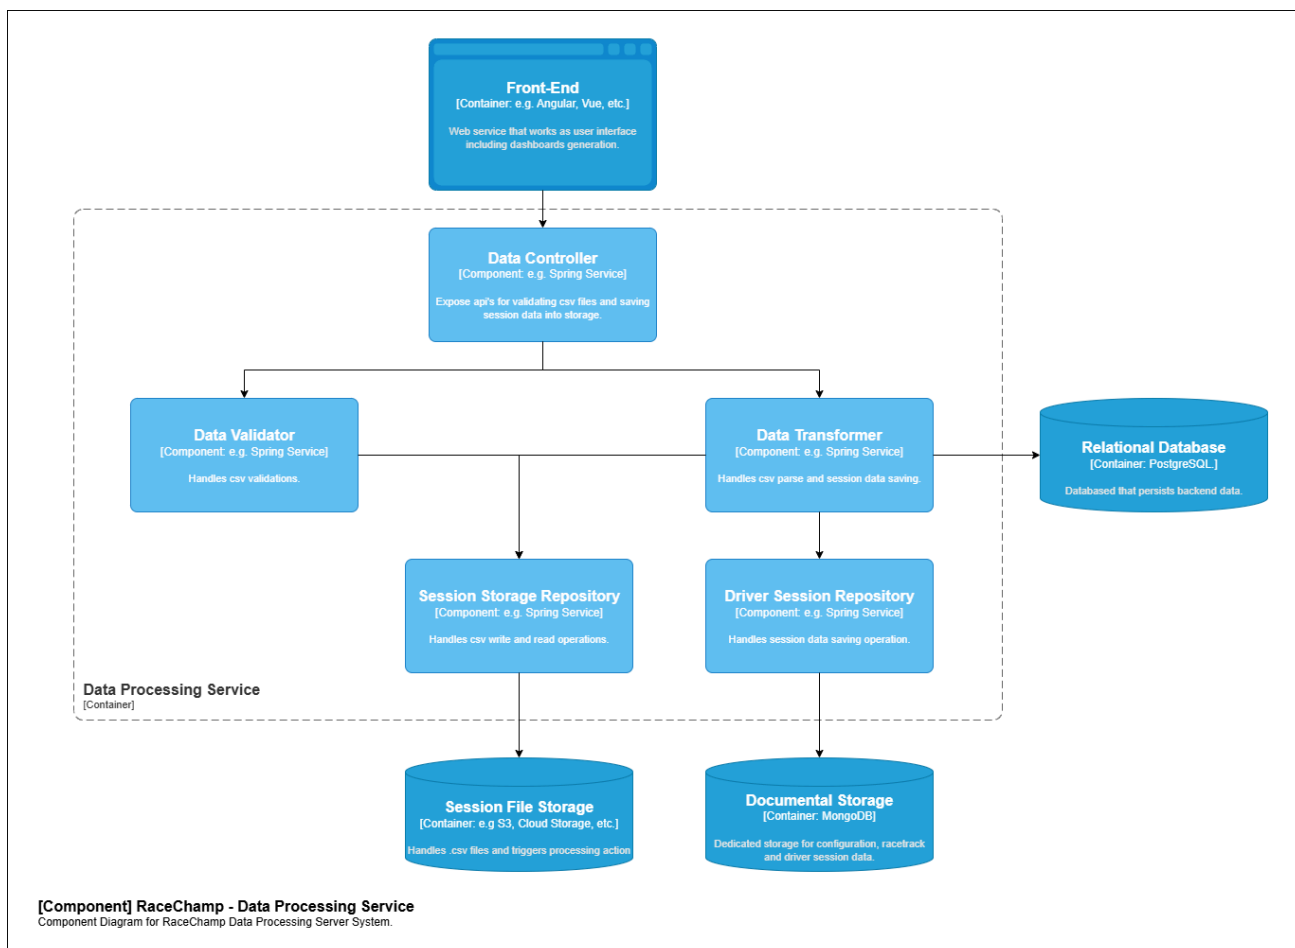 Front-End
[Container: e.g. Angular, Vue, etc.]
Web service that works as user interface
including dashboards generation.
Data Controller
[Component: e.g. Spring Service]
Expose api's for validating csv files and saving
session data into storage.
Data Validator
[Component: e.g. Spring Service]
Handles csv validations.
Data Transformer
[Component: e.g. Spring Service]
Handles csv parse and session data saving.
Relational Database
[Container: PostgreSQL.]
Databased that persists backend data.
Session Storage Repository
[Component: e.g. Spring Service]
Handles csv write and read operations.
Driver Session Repository
[Component: e.g. Spring Service]
Handles session data saving operation.
Data Processing Service
[Container]
Session File Storage
[Container: e.g S3, Cloud Storage, etc.]
Handles .csv files and triggers processing action
Documental Storage
[Container: MongoDB]
Dedicated storage for configuration, racetrack
and driver session data.
[Component] RaceChamp - Data Processing Service
Component Diagram for RaceChamp Data Processing Server System.